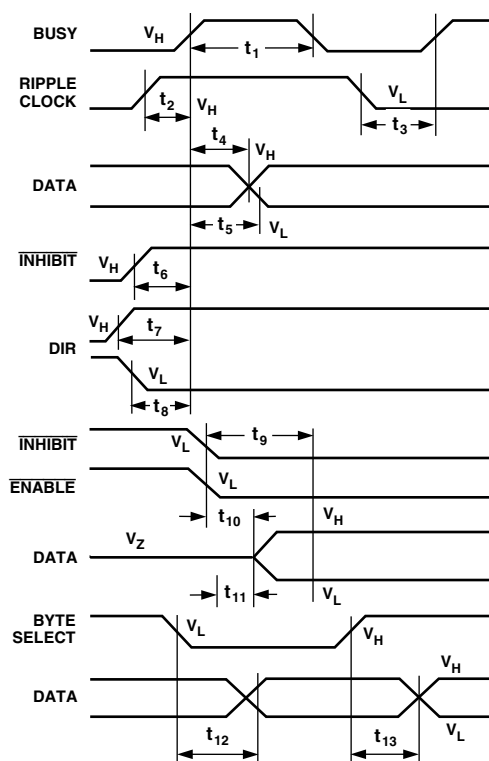 BUSY V_H t_1
RIPPLE
CLOCK t_2 V_H V_L t_3
t_4 V_H
DATA
t_5 V_L
INHIBIT V_H t_6
V_H t_7
DIR
V_L
t_8
INHIBIT V_L t_9
ENABLE V_L
t_10 V_H
DATA V_Z
t_11 V_L
BYTE
SELECT V_L V_H
DATA V_H
V_L
t_12 t_13